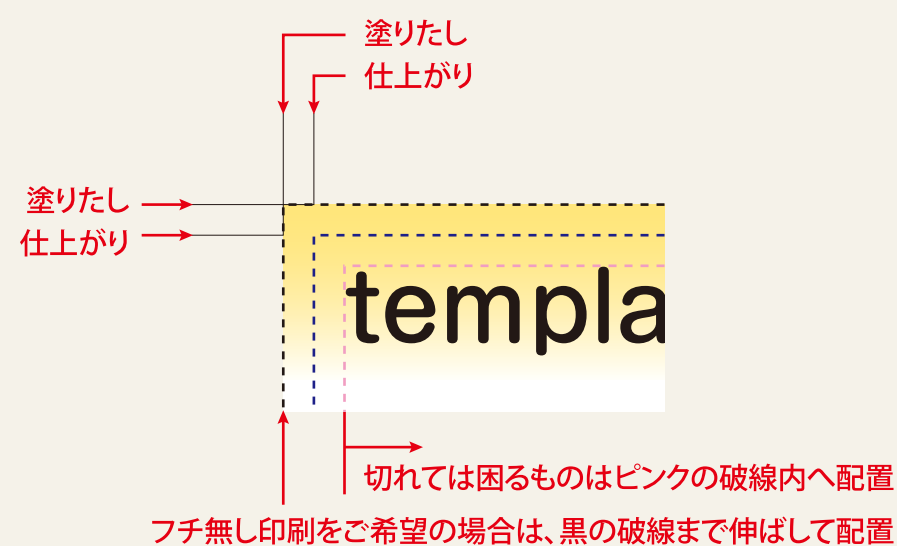 塗りたし
仕上がり
塗りたし
仕上がり
templa
切れては困るものはピンクの破線内へ配置
フチ無し印刷をご希望の場合は、黒の破線まで伸ばして配置